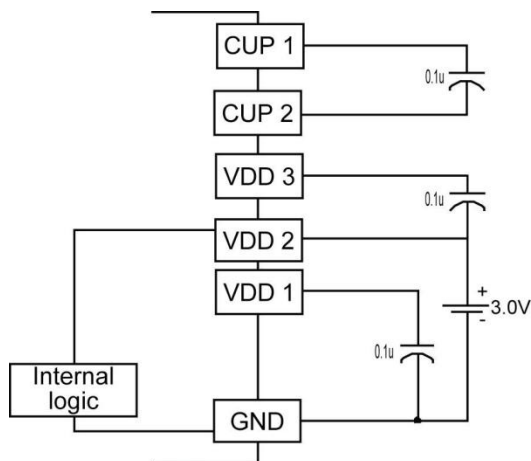 CUP 1
0.1u
CUP 2
VDD 3
0.1u
VDD 2
VDD 1
+
3.0V
-
0.1u
Internal
logic
GND